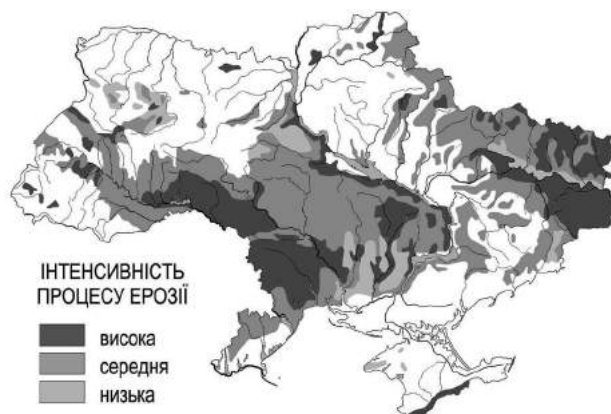 ІНТЕНСИВНІСТЬ
ПРОЦЕСУ ЕРОЗІЇ
висока
середня
низька